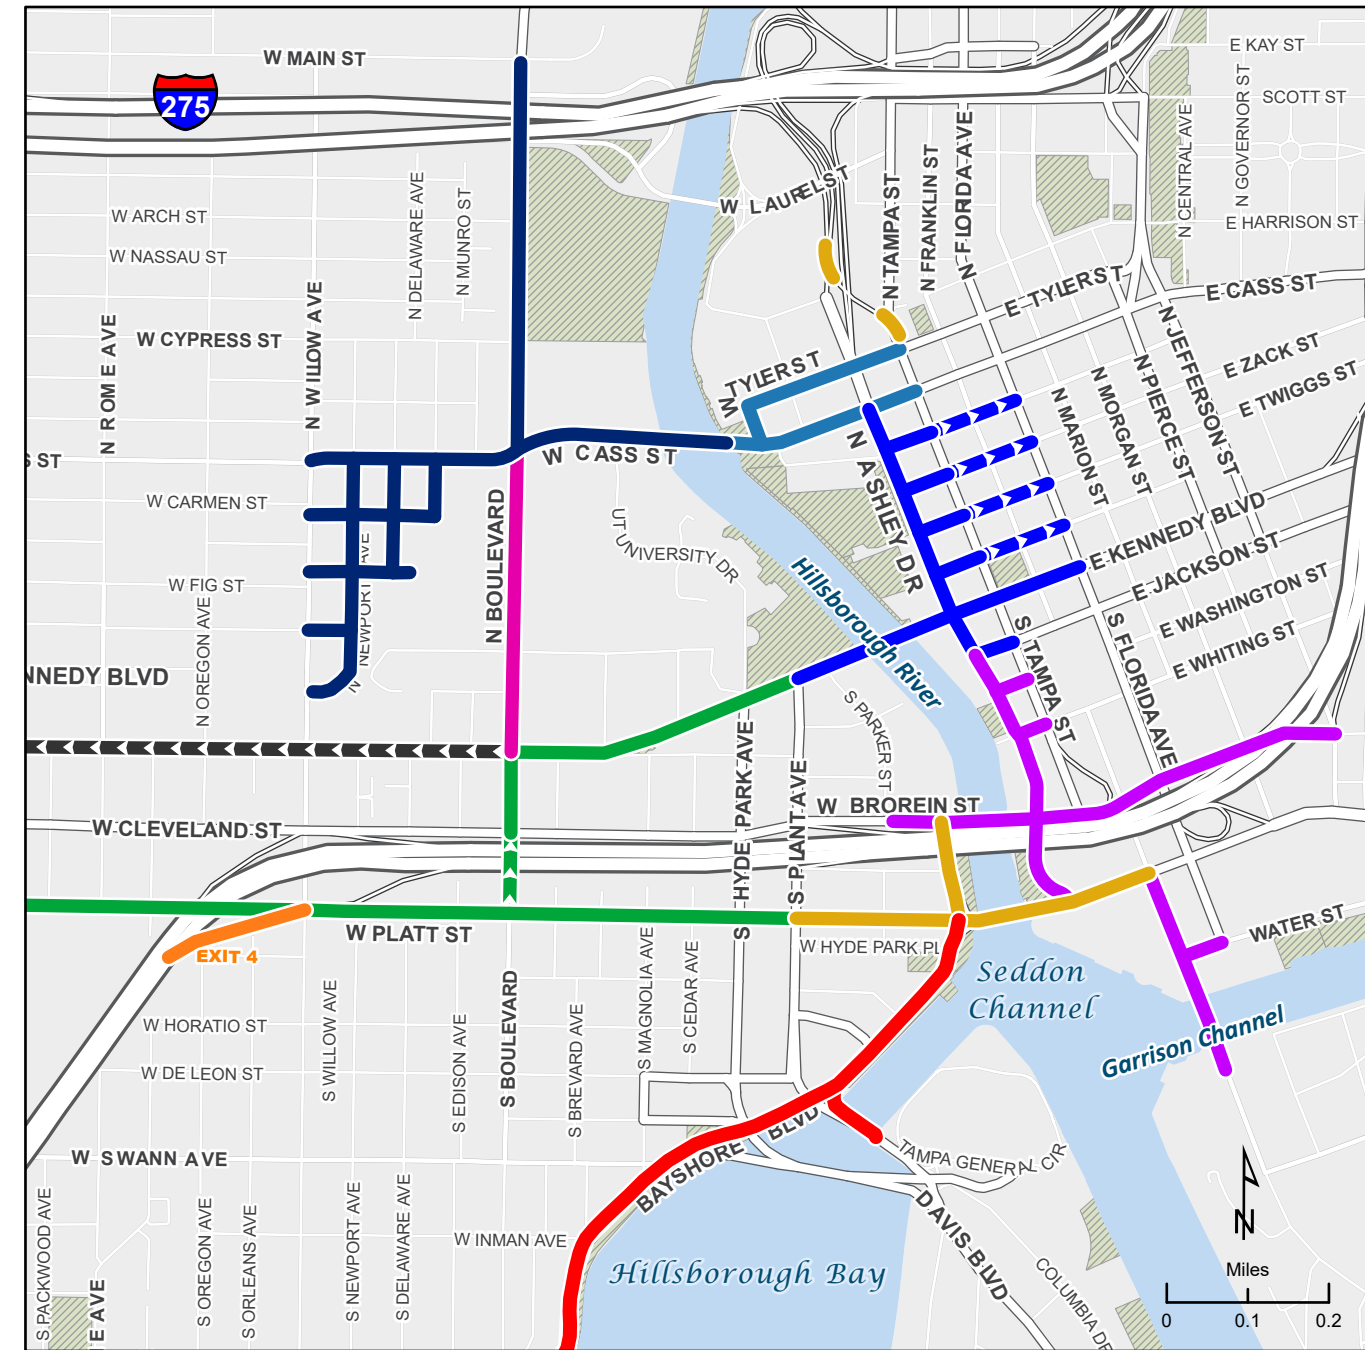 W MAIN ST
E KAY ST
275
SCOTT ST
N CENTRAL AVE
N GOVERNOR ST
N FLORDA AVE
N FRANKLIN ST
N TAMPA ST
W LAURELST
N DELAWARE AVE
N MUNRO ST
W ARCH ST
W NASSAU ST
E HARRISON ST
N
E TYLERST
E CASS ST
N WILLOW AVE
N ROME AVE
W CYPRESS ST
N JEFFERSON ST
E ZACK ST
E TWIGGS ST
N PIERCE ST
N MORGAN ST
N MARION ST
W TYLERST
S ST
W CASS ST
N ASHLEY DR
W CARMEN ST
N BOULEVARD
UT UNIVERSITY DR
E KENNEDY BLVD
E JACKSON ST
E WASHINGTON ST
E WHITING ST
W FIG ST
N NEWPORT AVE
N OREGON AVE
Hillsborough River
NNEDY BLVD
S TAMPA ST
S FLORIDA AVE
S PARKER ST
S HYDE PARK AVE
S PLANT AVE
W BROREIN ST
W CLEVELAND ST
W PLATT ST
EXIT 4
W HYDE PARK PL
WATER ST
Seddon
Channel
Garrison Channel
W HORATIO ST
W DE LEON ST
S WILLOW AVE
S EDISON AVE
S BOULEVARD
S BREVARD AVE
S MAGNOLIA AVE
S CEDAR AVE
W SWANN AVE
BAYSHORE BLVD
TAMPA GENERAL CIR
DAVIS BLVD
COLUMBIA DR
S PACKWOOD AVE
E AVE
S OREGON AVE
S ORLEANS AVE
S NEWPORT AVE
S DELAWARE AVE
W INMAN AVE
Hillsborough Bay
N
Miles
0 0.1 0.2